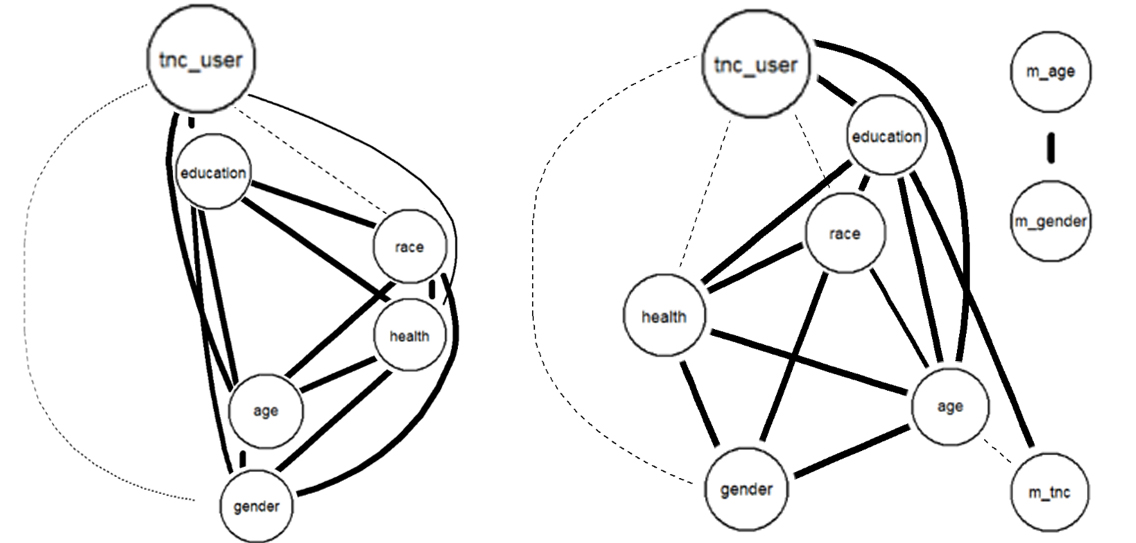 tnc_user
education
race
health
age
gender
tnc_user
education
race
health
age
gender
m_tnc
m_age
m_gender